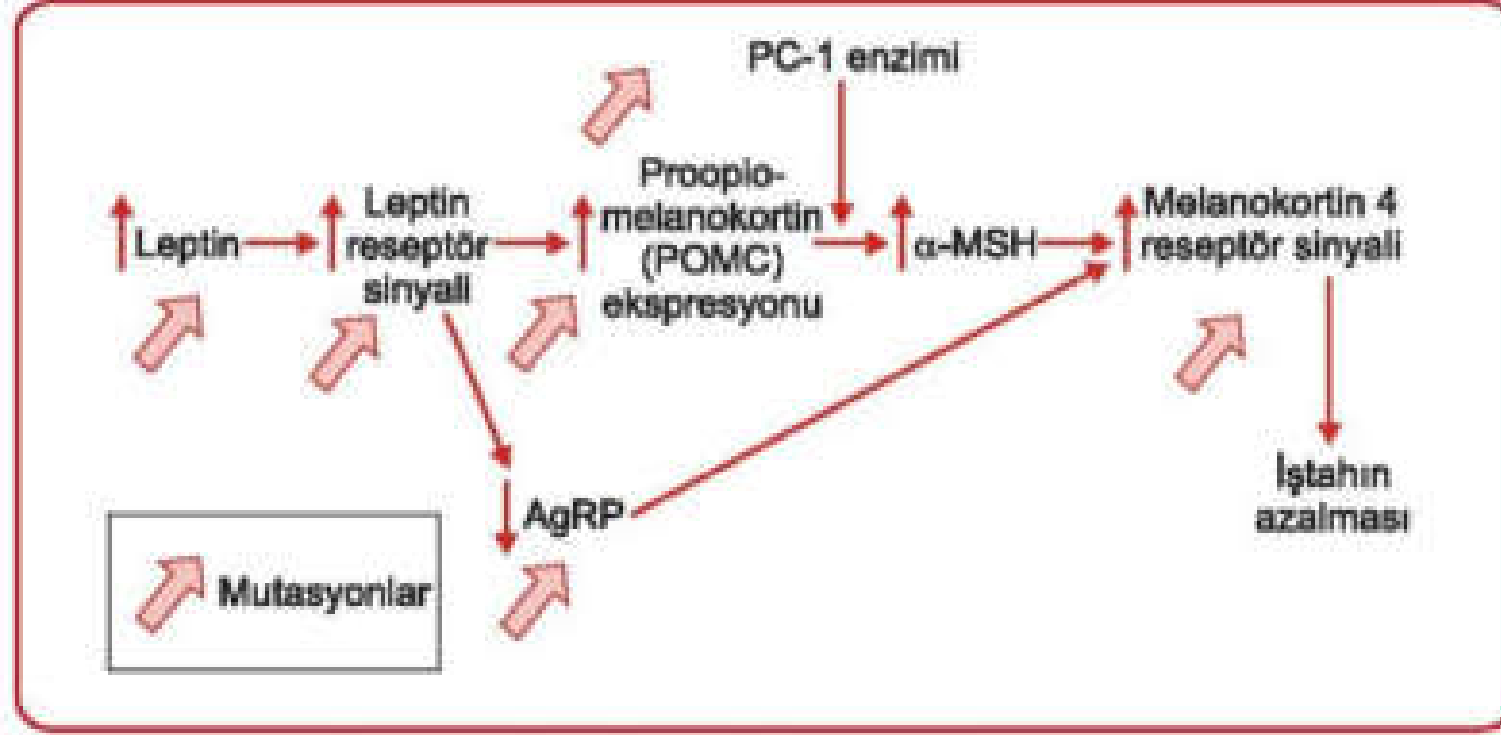 PC-1 enzimi
Leptin
Leptin
reseptör
sinyali
Proopio-
melanokortin
(POMC)
ekspresyonu
α-MSH
Melanokortin 4
reseptör sinyali
AgRP
İştahın
azalması
Mutasyonlar